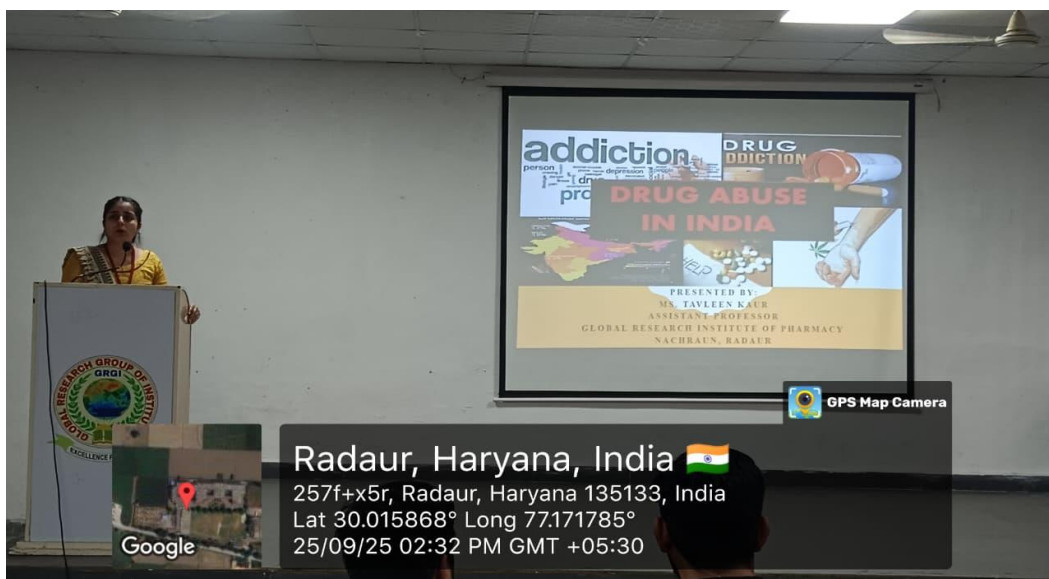 addiction
person
depression
drug
pro
DRUG
DDICTION
DRUG ABUSE
IN INDIA
HELP
PRESENTED BY:
MS. TAVLEEN KAUR
ASSISTANT PROFESSOR
GLOBAL RESEARCH INSTITUTE OF PHARMACY
NACHRAUN, RADAUR
GLOBAL RESEARCH GROUP OF INSTITU
GRGI
EXCELLENCE
GPS Map Camera
Google
Radaur, Haryana, India
257f+x5r, Radaur, Haryana 135133, India
Lat 30.015868° Long 77.171785°
25/09/25 02:32 PM GMT +05:30